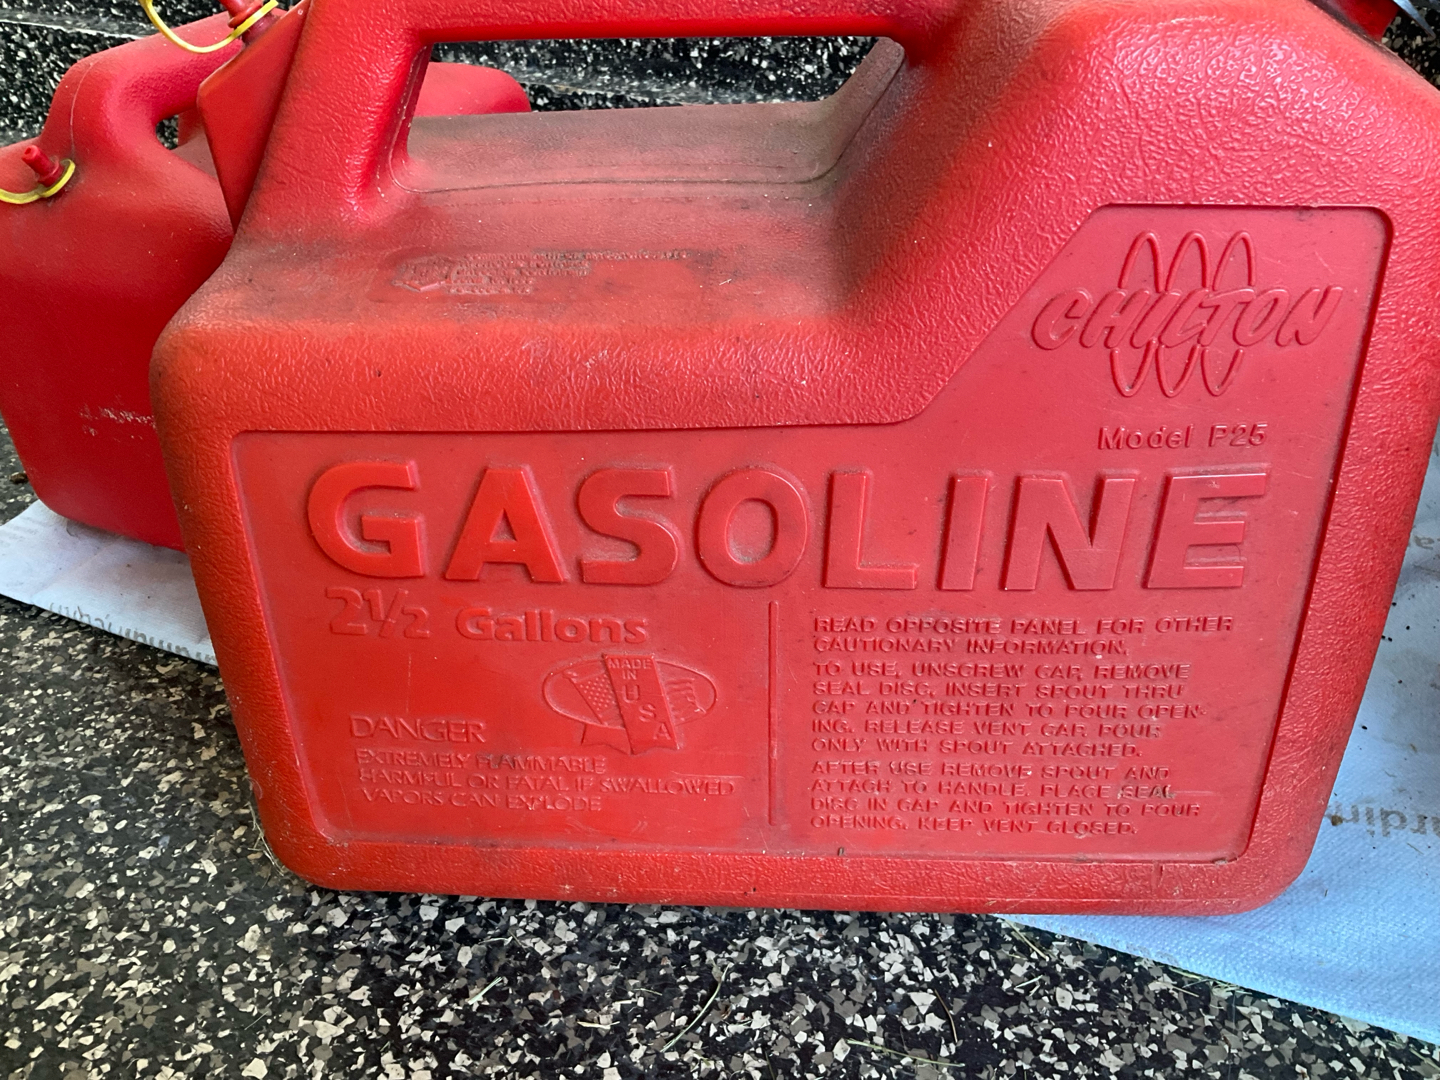 CHILTON
Model P25
GASOLINE
2½ Gallons
MADE
IN
U.S.A
DANGER
EXTREMELY FLAMMABLE
HARMFUL OR FATAL IF SWALLOWED
VAPORS CAN EXPLODE
READ OPPOSITE PANEL FOR OTHER
CAUTIONARY INFORMATION.
TO USE, UNSCREW CAP, REMOVE
SEAL DISC, INSERT SPOUT THRU
CAP AND TIGHTEN TO POUR OPEN-
ING. RELEASE VENT CAP. POUR
ONLY WITH SPOUT ATTACHED.
AFTER USE REMOVE SPOUT AND
ATTACH TO HANDLE. PLACE SEAL
DISC IN CAP AND TIGHTEN TO POUR
OPENING. KEEP VENT CLOSED.